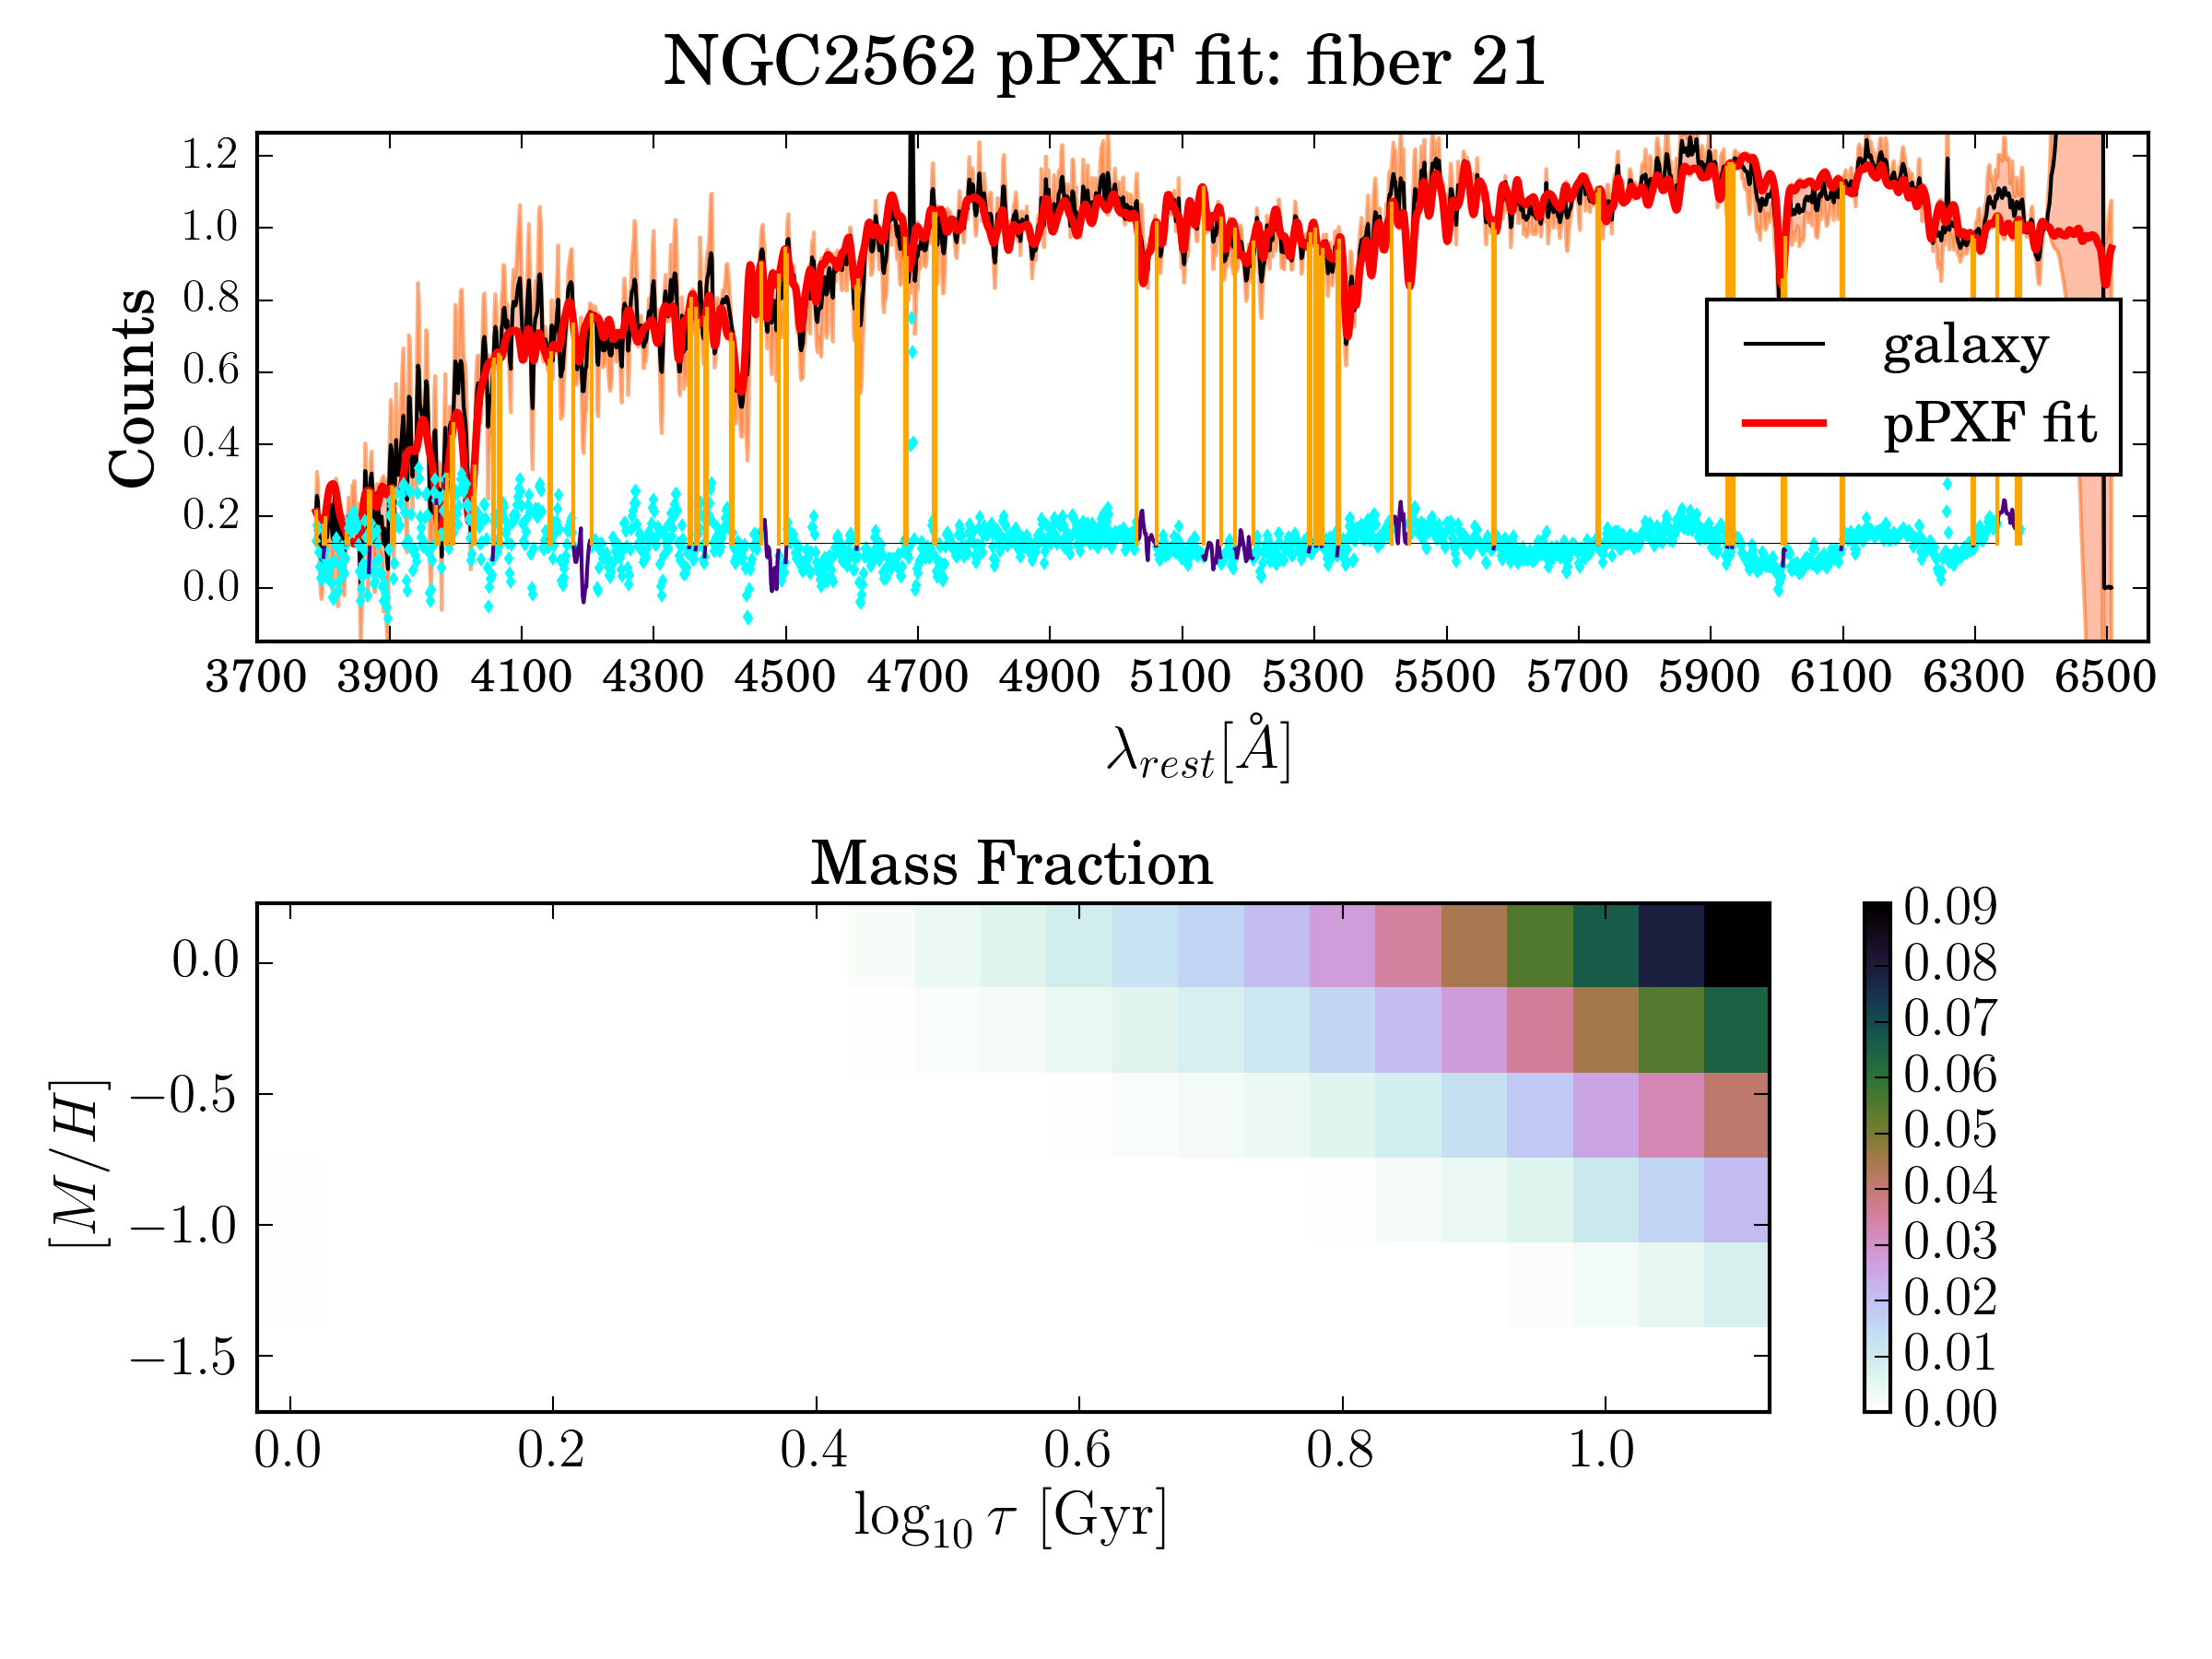 NGC2562 pPXF fit: fiber 21
Counts
1.2
1.0
0.8
0.6
0.4
0.2
0.0
galaxy
pPXF fit
3700 3900 4100 4300 4500 4700 4900 5100 5300 5500 5700 5900 6100 6300 6500
λrest[Å]
Mass Fraction
[M/H]
0.0
−0.5
−1.0
−1.5
0.0 0.2 0.4 0.6 0.8 1.0
log10 τ [Gyr]
0.09
0.08
0.07
0.06
0.05
0.04
0.03
0.02
0.01
0.00